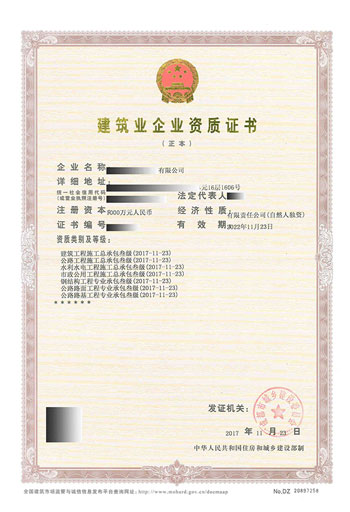 建筑业企业资质证书
（正本）
企业名称：有限公司
详细地址：元16层1606号
统一社会信用代码
（或营业执照注册号）：
法定代表人：
注册资本：5000万元人民币
经济性质：有限责任公司(自然人独资)
证书编号：
有效期：2022年11月23日
资质类别及等级：
建筑工程施工总承包叁级(2017-11-23)
公路工程施工总承包叁级(2017-11-23)
水利水电工程施工总承包叁级(2017-11-23)
市政公用工程施工总承包叁级(2017-11-23)
钢结构工程专业承包叁级(2017-11-23)
公路路面工程专业承包叁级(2017-11-23)
公路路基工程专业承包叁级(2017-11-23)
******
发证机关：
2017 年 11 月 23 日
中华人民共和国住房和城乡建设部制
全国建筑市场监管与诚信信息发布平台查询网址：http://www.mohurd.gov.cn/docmaap
No.DZ 20897258